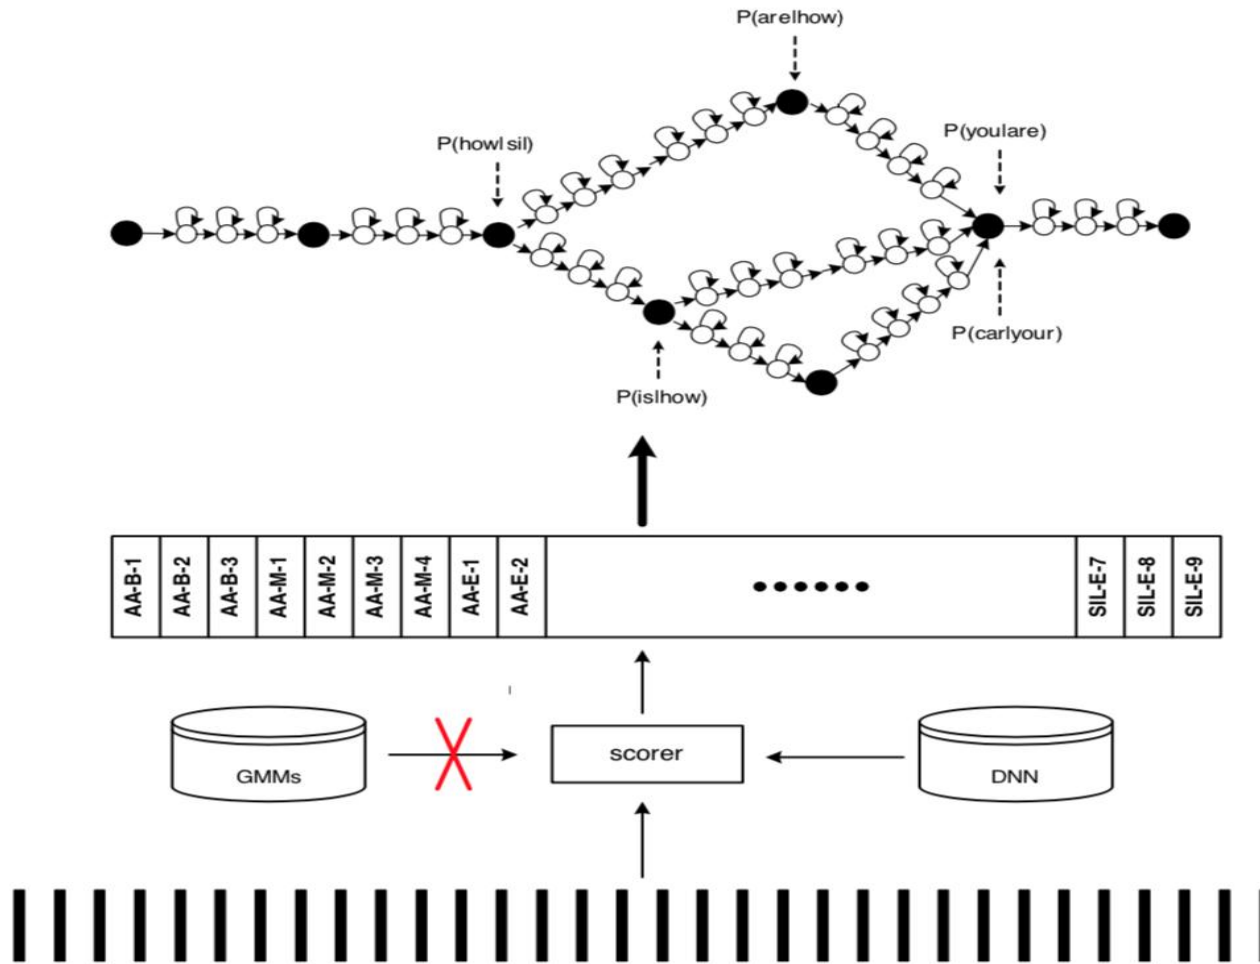 P(are|how)
P(how|sil)
P(you|are)
P(car|your)
P(is|how)
AA-B-1
AA-B-2
AA-B-3
AA-M-1
AA-M-2
AA-M-3
AA-M-4
AA-E-1
AA-E-2
SIL-E-7
SIL-E-8
SIL-E-9
GMMs
scorer
DNN